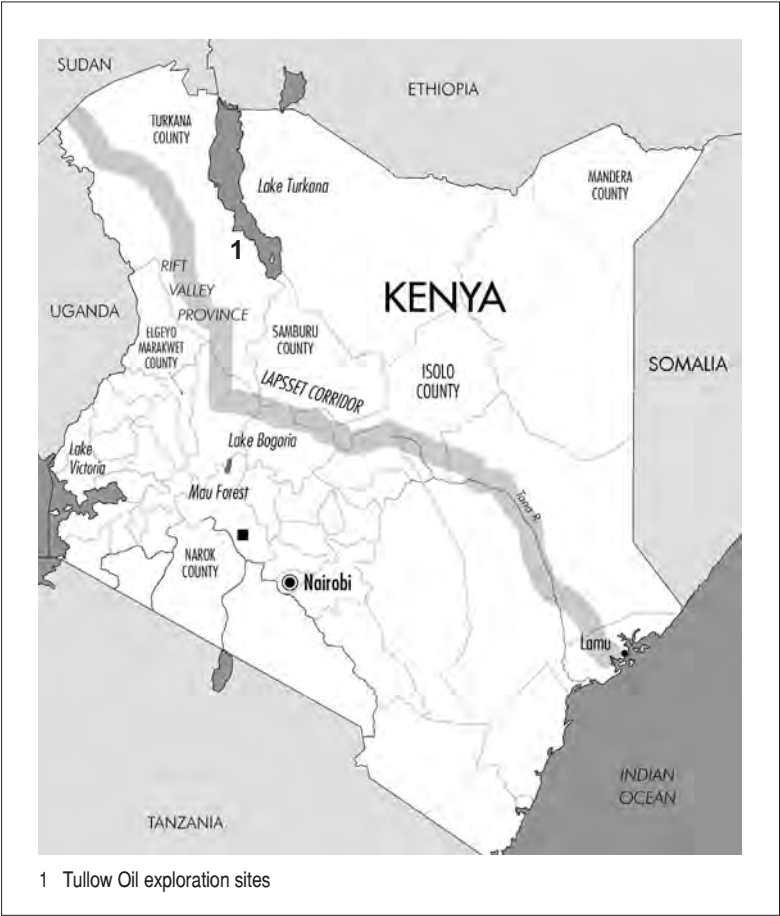 SUDAN
ETHIOPIA
TURKANA
COUNTY
Lake Turkana
MANDERA
COUNTY
1
RIFT
VALLEY
PROVINCE
KENYA
UGANDA
ELGEYO
MARAKWET
COUNTY
SAMBURU
COUNTY
ISOLO
COUNTY
SOMALIA
LAPSSET CORRIDOR
Lake Bogoria
Lake
Victoria
Mau Forest
Tana R.
NAROK
COUNTY
Nairobi
Lamu
INDIAN
OCEAN
TANZANIA
1 Tullow Oil exploration sites